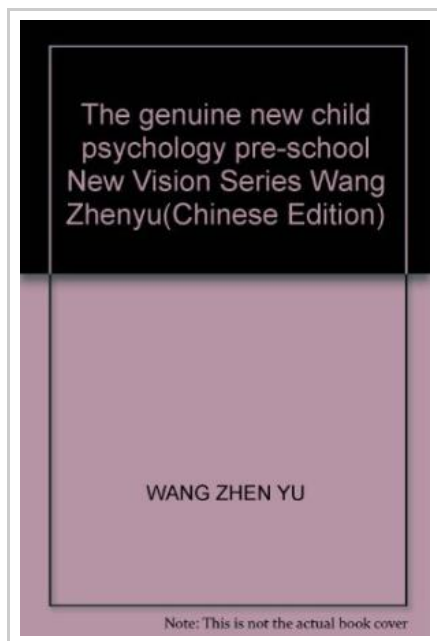 The genuine new child
psychology pre-school
New Vision Series Wang
Zhenyu(Chinese Edition)
WANG ZHEN YU
Note: This is not the actual book cover